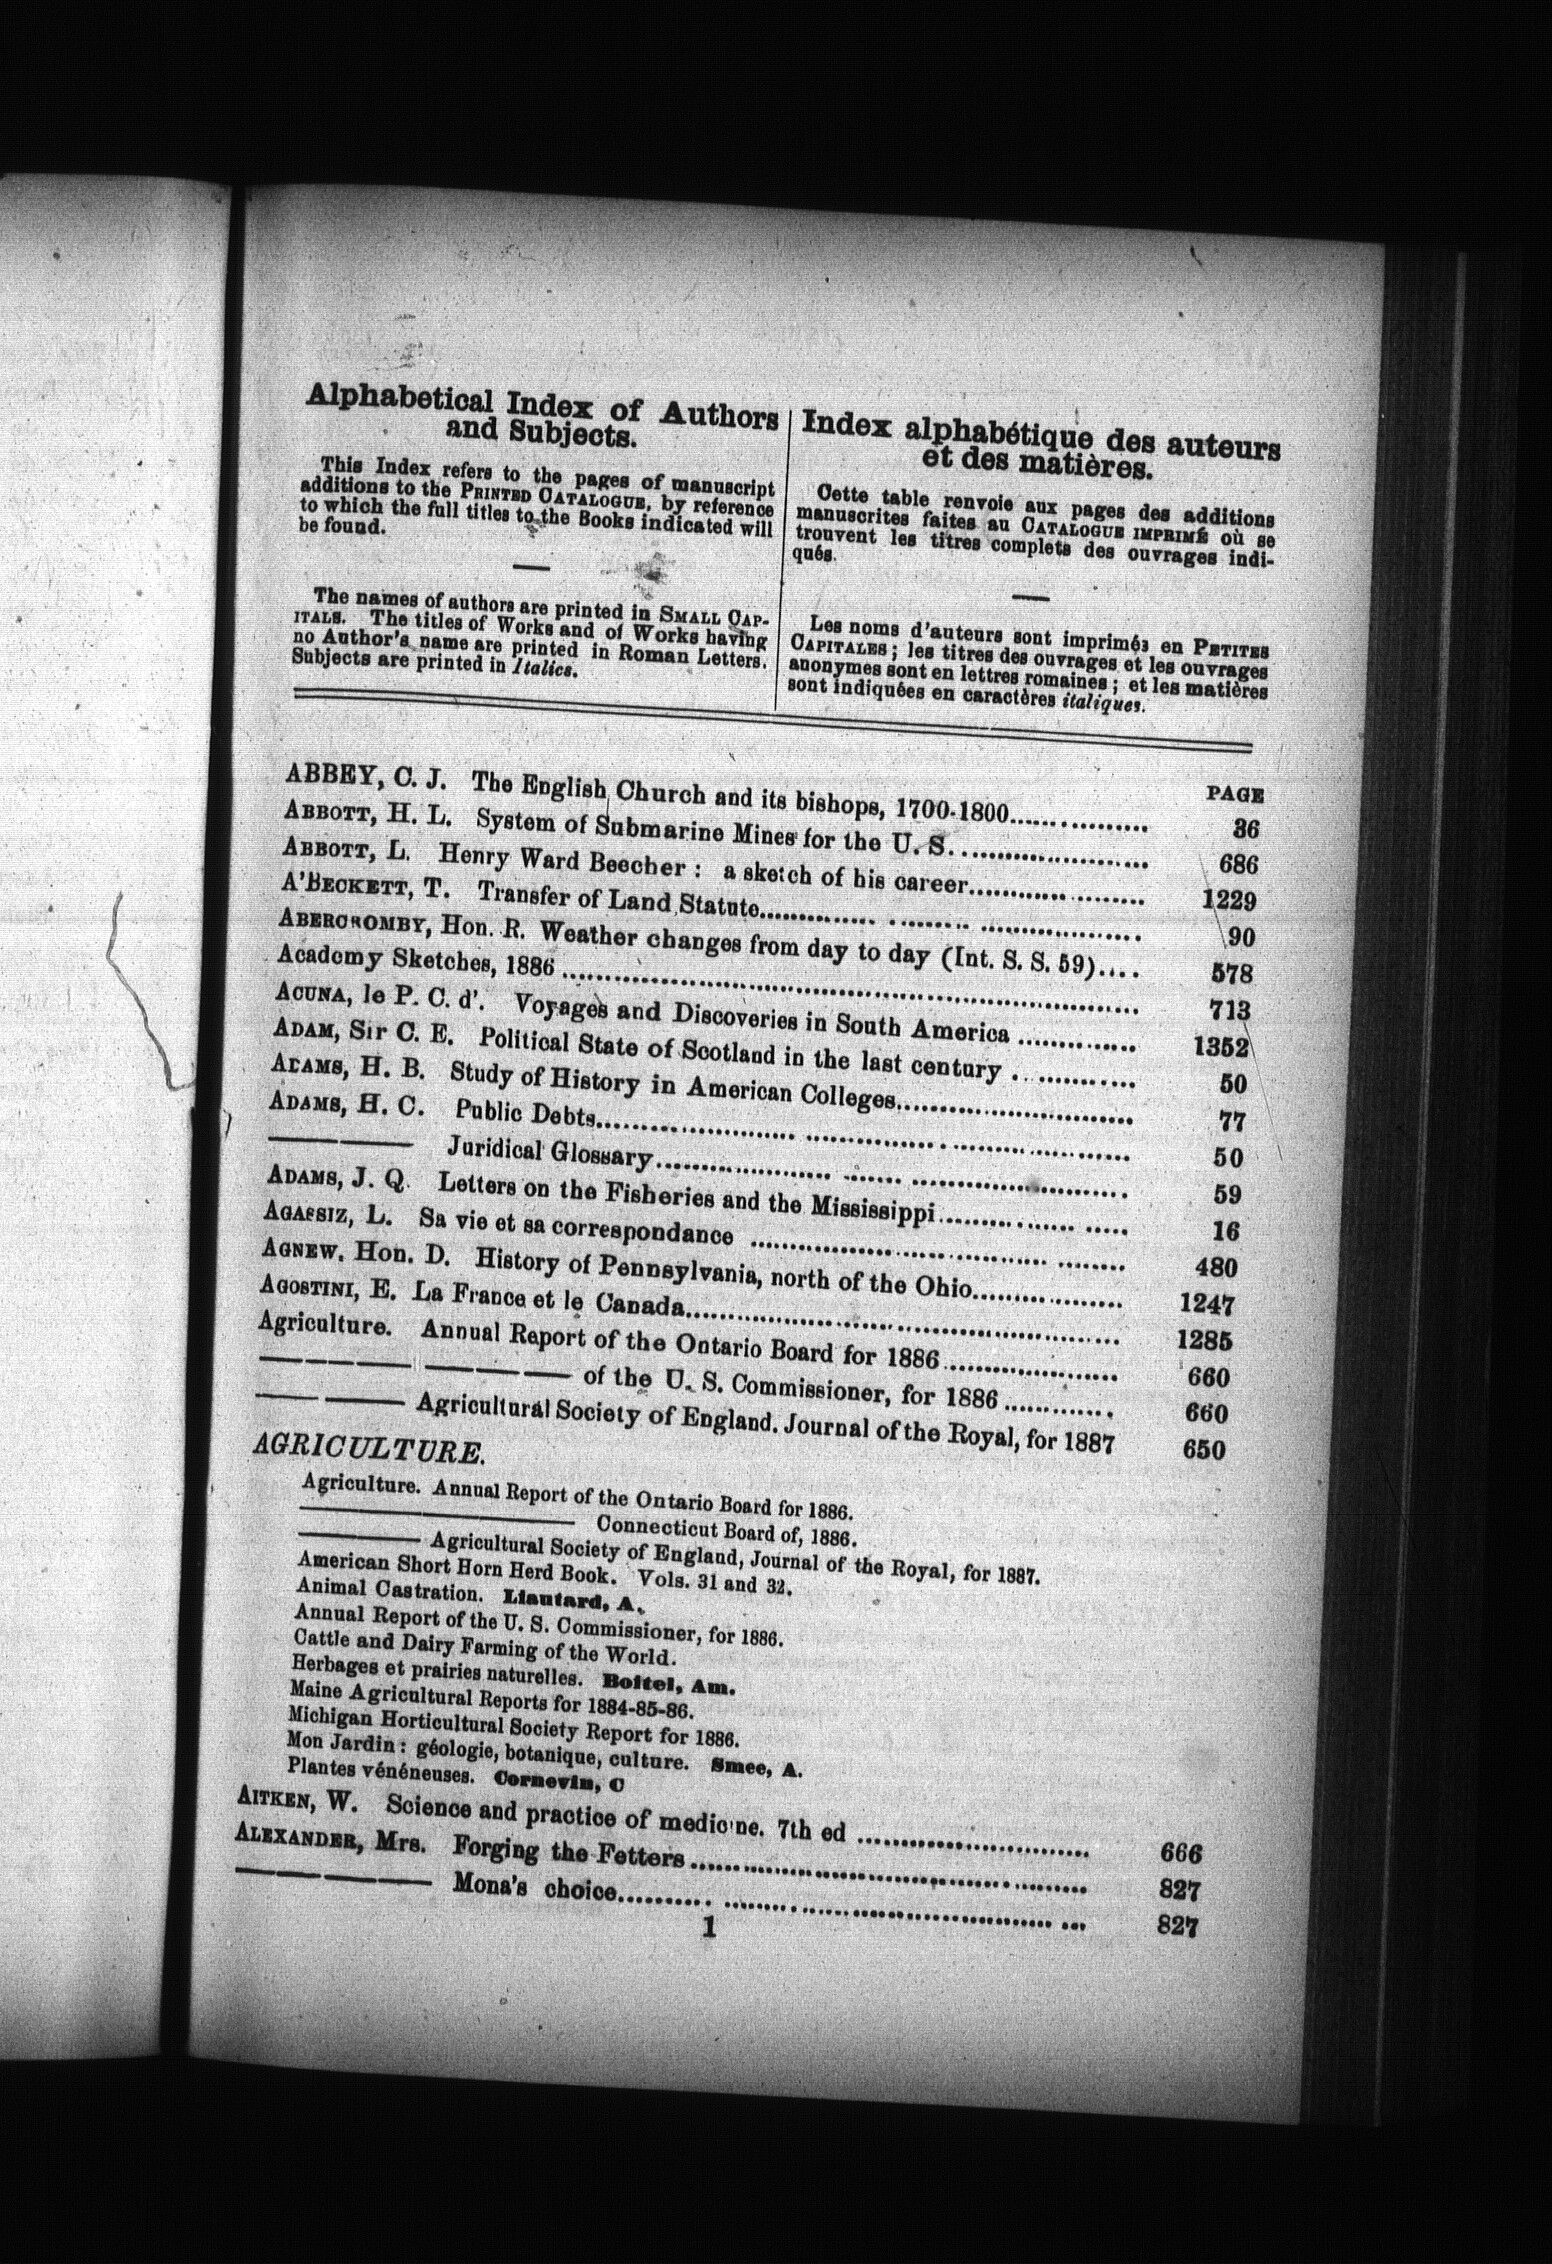 Alphabetical Index of Authors
and Subjects.
This Index refers to the pages of manuscript
additions to the PRINTED CATALOGUE, by reference
to which the full titles to the Books indicated will
be found.
The names of authors are printed in SMALL CAP-
ITALS. The titles of Works and of Works having
no Author's name are printed in Roman Letters.
Subjects are printed in Italics.
Index alphabétique des auteurs
et des matières.
Cette table renvoie aux pages des additions
manuscrites faites au CATALOGUE IMPRIMÉ où se
trouvent les titres complets des ouvrages indi-
qués.
Les noms d'auteurs sont imprimés en PETITES
CAPITALES; les titres des ouvrages et les ouvrages
anonymes sont en lettres romaines; et les matières
sont indiquées en caractères italiques.
PAGE
ABBEY, C. J. The English Church and its bishops, 1700-1800 36
ABBOTT, H. L. System of Submarine Mines for the U. S. 686
ABBOTT, L. Henry Ward Beecher: a sketch of his career 1229
A'BECKETT, T. Transfer of Land Statute 90
ABERCROMBY, Hon. R. Weather changes from day to day (Int. S. S. 59) 578
Academy Sketches, 1886 713
ACUNA, le P. C. d'. Voyages and Discoveries in South America 1352
ADAM, Sir C. E. Political State of Scotland in the last century 50
ADAMS, H. B. Study of History in American Colleges 77
ADAMS, H. C. Public Debts 50
——— Juridical Glossary 59
ADAMS, J. Q. Letters on the Fisheries and the Mississippi 16
AGASSIZ, L. Sa vie et sa correspondance 480
AGNEW, Hon. D. History of Pennsylvania, north of the Ohio 1247
AGOSTINI, E. La France et le Canada 1285
Agriculture. Annual Report of the Ontario Board for 1886 660
——— ——— of the U. S. Commissioner, for 1886 660
——— ——— Agricultural Society of England. Journal of the Royal, for 1887 650
AGRICULTURE.
Agriculture. Annual Report of the Ontario Board for 1886.
——— Connecticut Board of, 1886.
——— Agricultural Society of England, Journal of the Royal, for 1887.
American Short Horn Herd Book. Vols. 31 and 32.
Animal Castration. Liautard, A.
Annual Report of the U. S. Commissioner, for 1886.
Cattle and Dairy Farming of the World.
Herbages et prairies naturelles. Boitel, Am.
Maine Agricultural Reports for 1884-85-86.
Michigan Horticultural Society Report for 1886.
Mon Jardin: géologie, botanique, culture. Smee, A.
Plantes vénéneuses. Cornevin, C
AITKEN, W. Science and practice of medicine. 7th ed 666
ALEXANDER, Mrs. Forging the Fetters 827
——— Mona's choice 827
1